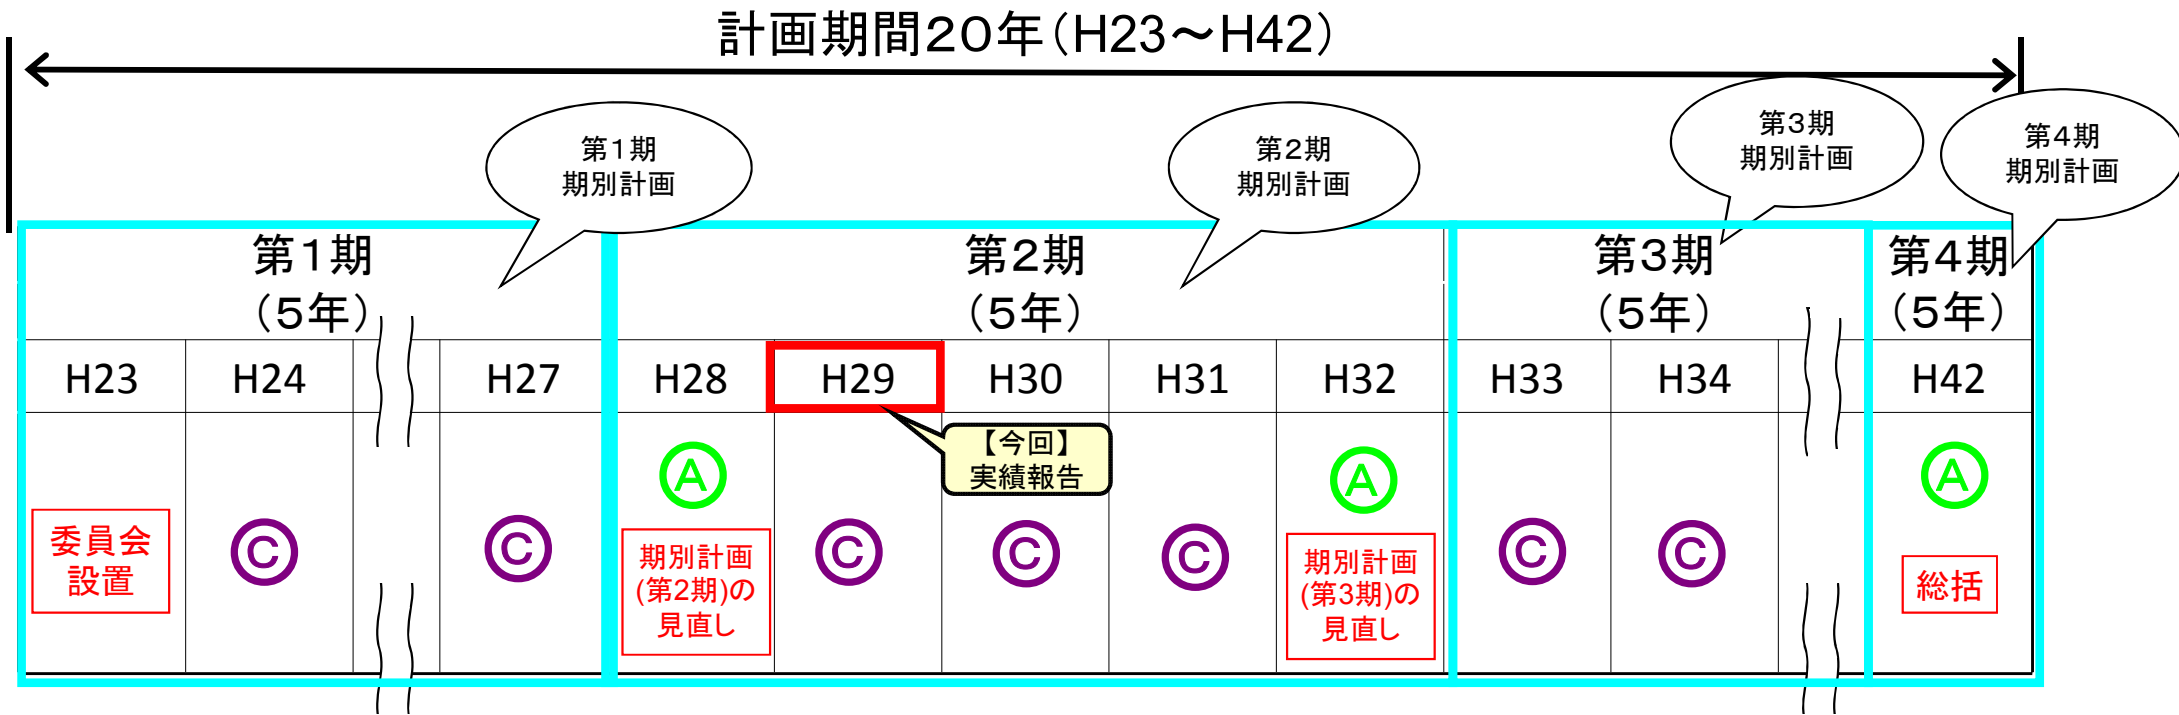 計画期間20年(H23～H42)
第1期
期別計画
第2期
期別計画
第3期
期別計画
第4期
期別計画
第1期
(5年)
第2期
(5年)
第3期
(5年)
第4期
(5年)
H23
H24
H27
H28
H29
H30
H31
H32
H33
H34
H42
【今回】
実績報告
委員会
設置
Ⓒ
Ⓒ
Ⓐ
期別計画
(第2期)の
見直し
Ⓒ
Ⓒ
Ⓒ
Ⓐ
期別計画
(第3期)の
見直し
Ⓒ
Ⓒ
Ⓐ
総括